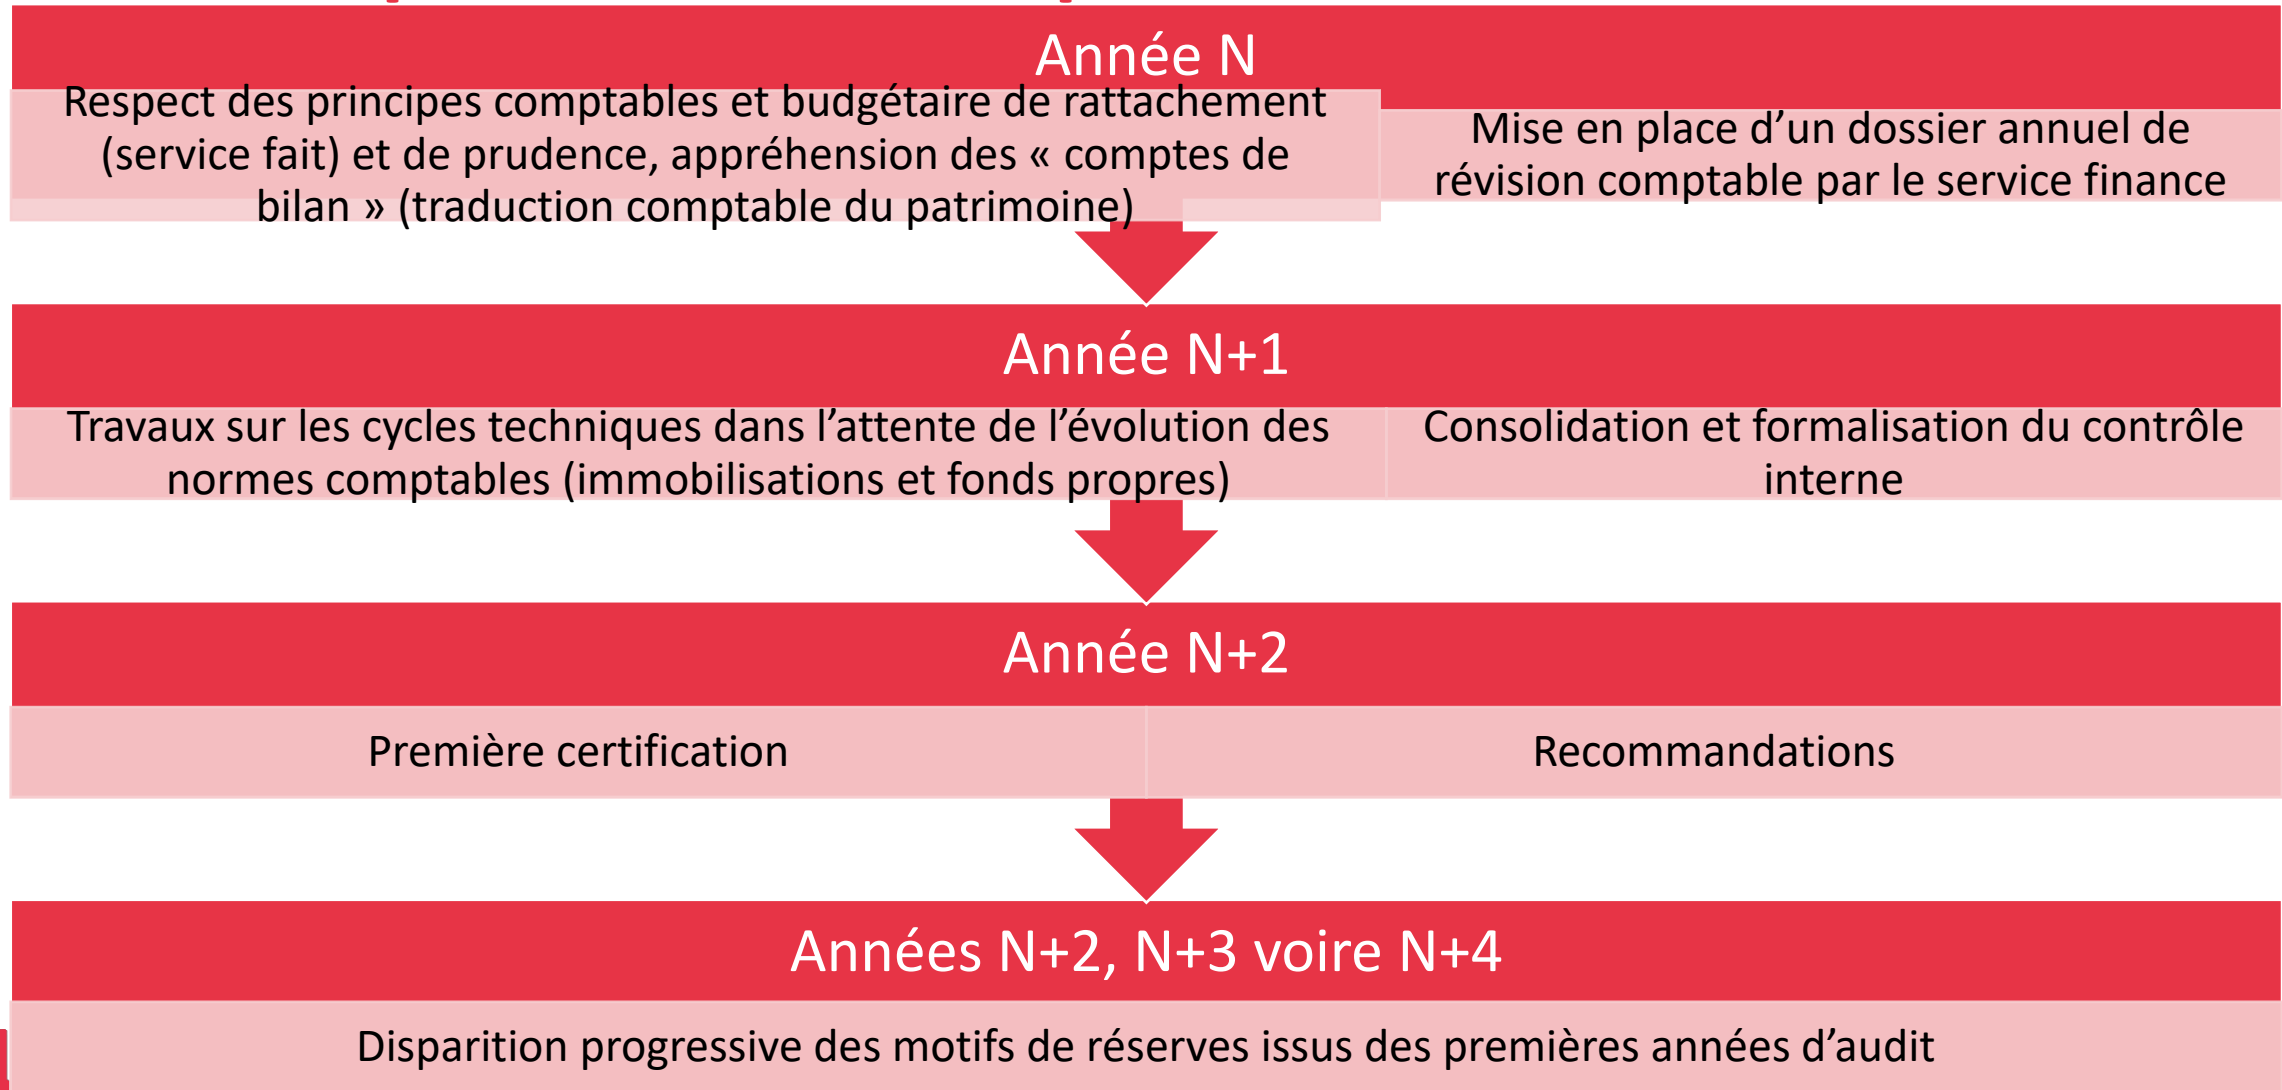 Année N
Respect des principes comptables et budgétaire de rattachement
(service fait) et de prudence, appréhension des « comptes de
bilan » (traduction comptable du patrimoine)
Mise en place d’un dossier annuel de
révision comptable par le service finance
Année N+1
Travaux sur les cycles techniques dans l’attente de l’évolution des
normes comptables (immobilisations et fonds propres)
Consolidation et formalisation du contrôle
interne
Année N+2
Première certification
Recommandations
Années N+2, N+3 voire N+4
Disparition progressive des motifs de réserves issus des premières années d’audit